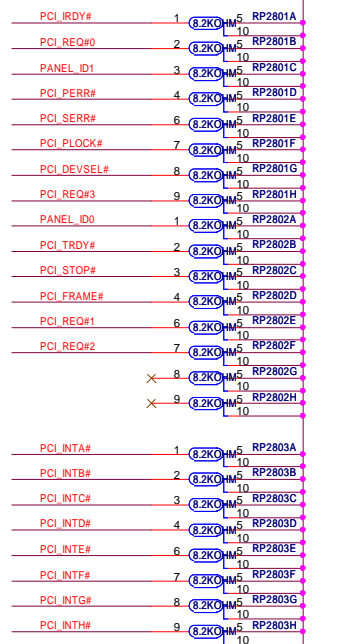 PCI_IRDY# 1 8.2KOHM 5 RP2801A
10
PCI_REQ#0 2 8.2KOHM 5 RP2801B
10
PANEL_ID1 3 8.2KOHM 5 RP2801C
10
PCI_PERR# 4 8.2KOHM 5 RP2801D
10
PCI_SERR# 6 8.2KOHM 5 RP2801E
10
PCI_PLOCK# 7 8.2KOHM 5 RP2801F
10
PCI_DEVSEL# 8 8.2KOHM 5 RP2801G
10
PCI_REQ#3 9 8.2KOHM 5 RP2801H
10
PANEL_ID0 1 8.2KOHM 5 RP2802A
10
PCI_TRDY# 2 8.2KOHM 5 RP2802B
10
PCI_STOP# 3 8.2KOHM 5 RP2802C
10
PCI_FRAME# 4 8.2KOHM 5 RP2802D
10
PCI_REQ#1 6 8.2KOHM 5 RP2802E
10
PCI_REQ#2 7 8.2KOHM 5 RP2802F
10
8 8.2KOHM 5 RP2802G
10
9 8.2KOHM 5 RP2802H
10
PCI_INTA# 1 8.2KOHM 5 RP2803A
10
PCI_INTB# 2 8.2KOHM 5 RP2803B
10
PCI_INTC# 3 8.2KOHM 5 RP2803C
10
PCI_INTD# 4 8.2KOHM 5 RP2803D
10
PCI_INTE# 6 8.2KOHM 5 RP2803E
10
PCI_INTF# 7 8.2KOHM 5 RP2803F
10
PCI_INTG# 8 8.2KOHM 5 RP2803G
10
PCI_INTH# 9 8.2KOHM 5 RP2803H
10